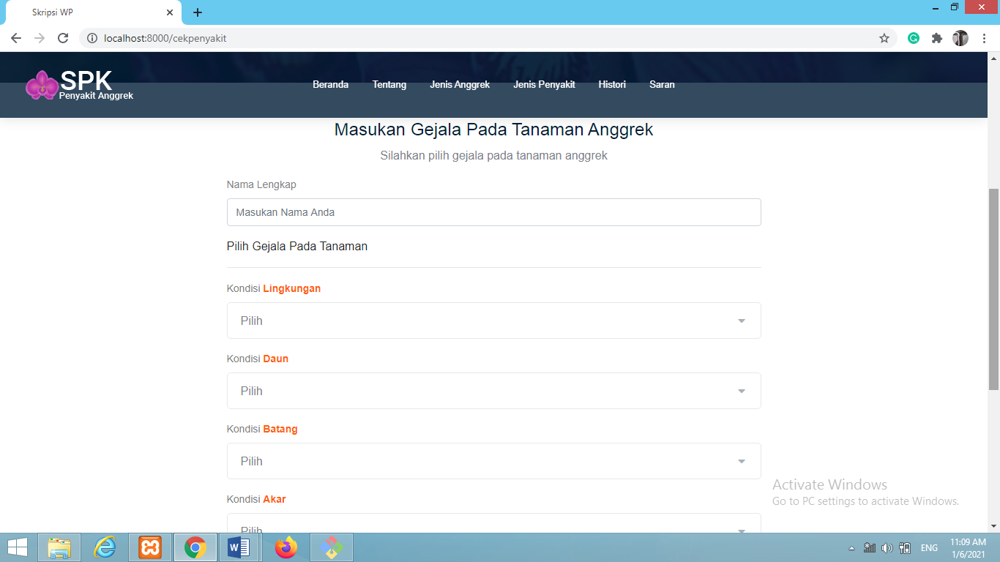 Skripsi WP
localhost:8000/cekpenyakit
SPK
Penyakit Anggrek
Beranda Tentang Jenis Anggrek Jenis Penyakit Histori Saran
Masukan Gejala Pada Tanaman Anggrek
Silahkan pilih gejala pada tanaman anggrek
Nama Lengkap
Masukan Nama Anda
Pilih Gejala Pada Tanaman
Kondisi Lingkungan
Pilih
Kondisi Daun
Pilih
Kondisi Batang
Pilih
Kondisi Akar
Pilih
Activate Windows
Go to PC settings to activate Windows.
ENG
11:09 AM
1/6/2021